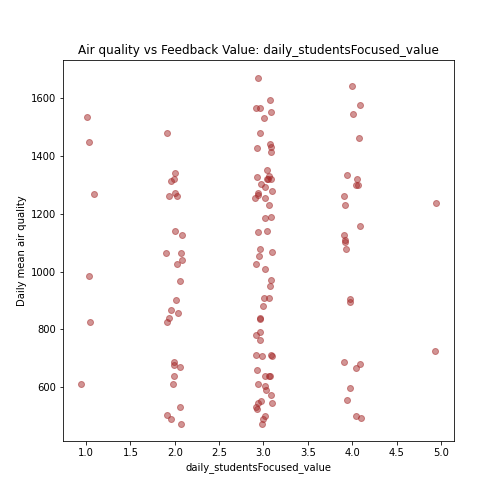 Air quality vs Feedback Value: daily_studentsFocused_value
Daily mean air quality
1600
1400
1200
1000
800
600
1.0 1.5 2.0 2.5 3.0 3.5 4.0 4.5 5.0
daily_studentsFocused_value